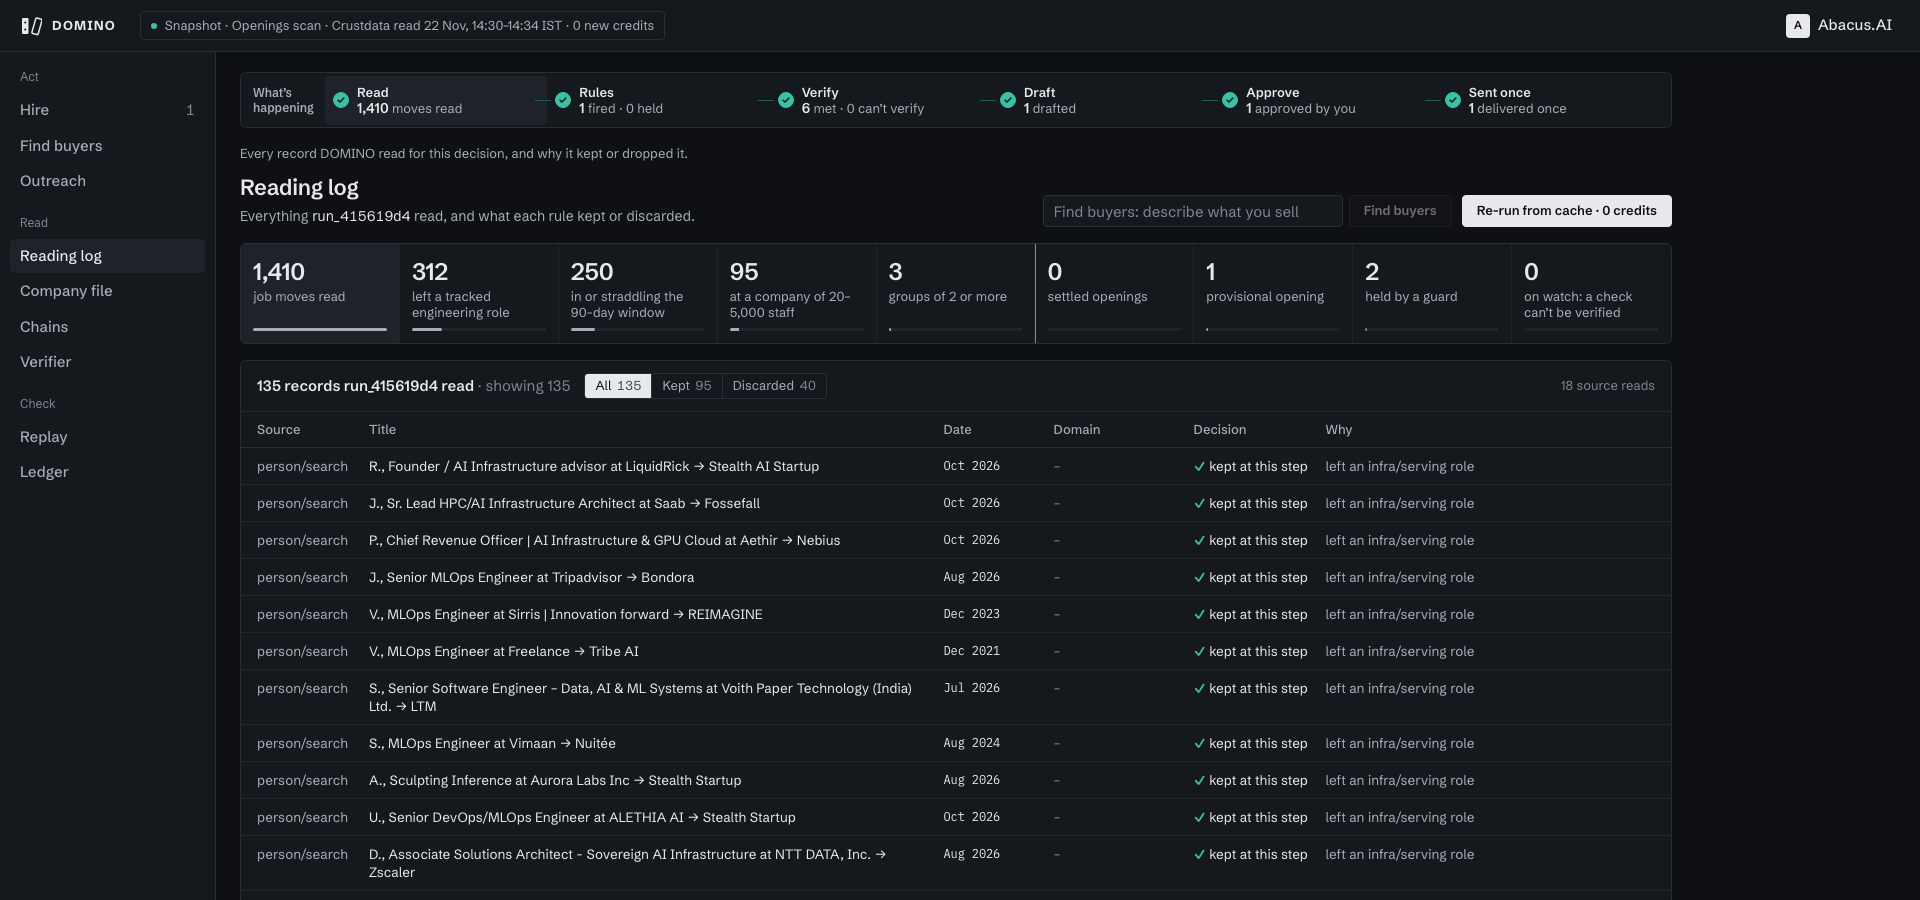 DOMINO
Snapshot · Openings scan · Crustdata read 22 Nov, 14:30–14:34 IST · 0 new credits
A Abacus.AI
Act
Hire 1
Find buyers
Outreach
Read
Reading log
Company file
Chains
Verifier
Check
Replay
Ledger
What's happening
Read
1,410 moves read
Rules
1 fired · 0 held
Verify
6 met · 0 can't verify
Draft
1 drafted
Approve
1 approved by you
Sent once
1 delivered once
Every record DOMINO read for this decision, and why it kept or dropped it.
Reading log
Everything run_415619d4 read, and what each rule kept or discarded.
Find buyers: describe what you sell
Find buyers
Re-run from cache · 0 credits
1,410
job moves read
312
left a tracked
engineering role
250
in or straddling the
90-day window
95
at a company of 20–
5,000 staff
3
groups of 2 or more
0
settled openings
1
provisional opening
2
held by a guard
0
on watch: a check
can't be verified
135 records run_415619d4 read · showing 135
All 135
Kept 95
Discarded 40
18 source reads
Source Title Date Domain Decision Why
person/search R., Founder / AI Infrastructure advisor at LiquidRick → Stealth AI Startup Oct 2026 – ✓ kept at this step left an infra/serving role
person/search J., Sr. Lead HPC/AI Infrastructure Architect at Saab → Fossefall Oct 2026 – ✓ kept at this step left an infra/serving role
person/search P., Chief Revenue Officer | AI Infrastructure & GPU Cloud at Aethir → Nebius Oct 2026 – ✓ kept at this step left an infra/serving role
person/search J., Senior MLOps Engineer at Tripadvisor → Bondora Aug 2026 – ✓ kept at this step left an infra/serving role
person/search V., MLOps Engineer at Sirris | Innovation forward → REIMAGINE Dec 2023 – ✓ kept at this step left an infra/serving role
person/search V., MLOps Engineer at Freelance → Tribe AI Dec 2021 – ✓ kept at this step left an infra/serving role
person/search S., Senior Software Engineer – Data, AI & ML Systems at Voith Paper Technology (India) Jul 2026 – ✓ kept at this step left an infra/serving role
Ltd. → LTM
person/search S., MLOps Engineer at Vimaan → Nuitée Aug 2024 – ✓ kept at this step left an infra/serving role
person/search A., Sculpting Inference at Aurora Labs Inc → Stealth Startup Aug 2026 – ✓ kept at this step left an infra/serving role
person/search U., Senior DevOps/MLOps Engineer at ALETHIA AI → Stealth Startup Oct 2026 – ✓ kept at this step left an infra/serving role
person/search D., Associate Solutions Architect - Sovereign AI Infrastructure at NTT DATA, Inc. → Aug 2026 – ✓ kept at this step left an infra/serving role
Zscaler